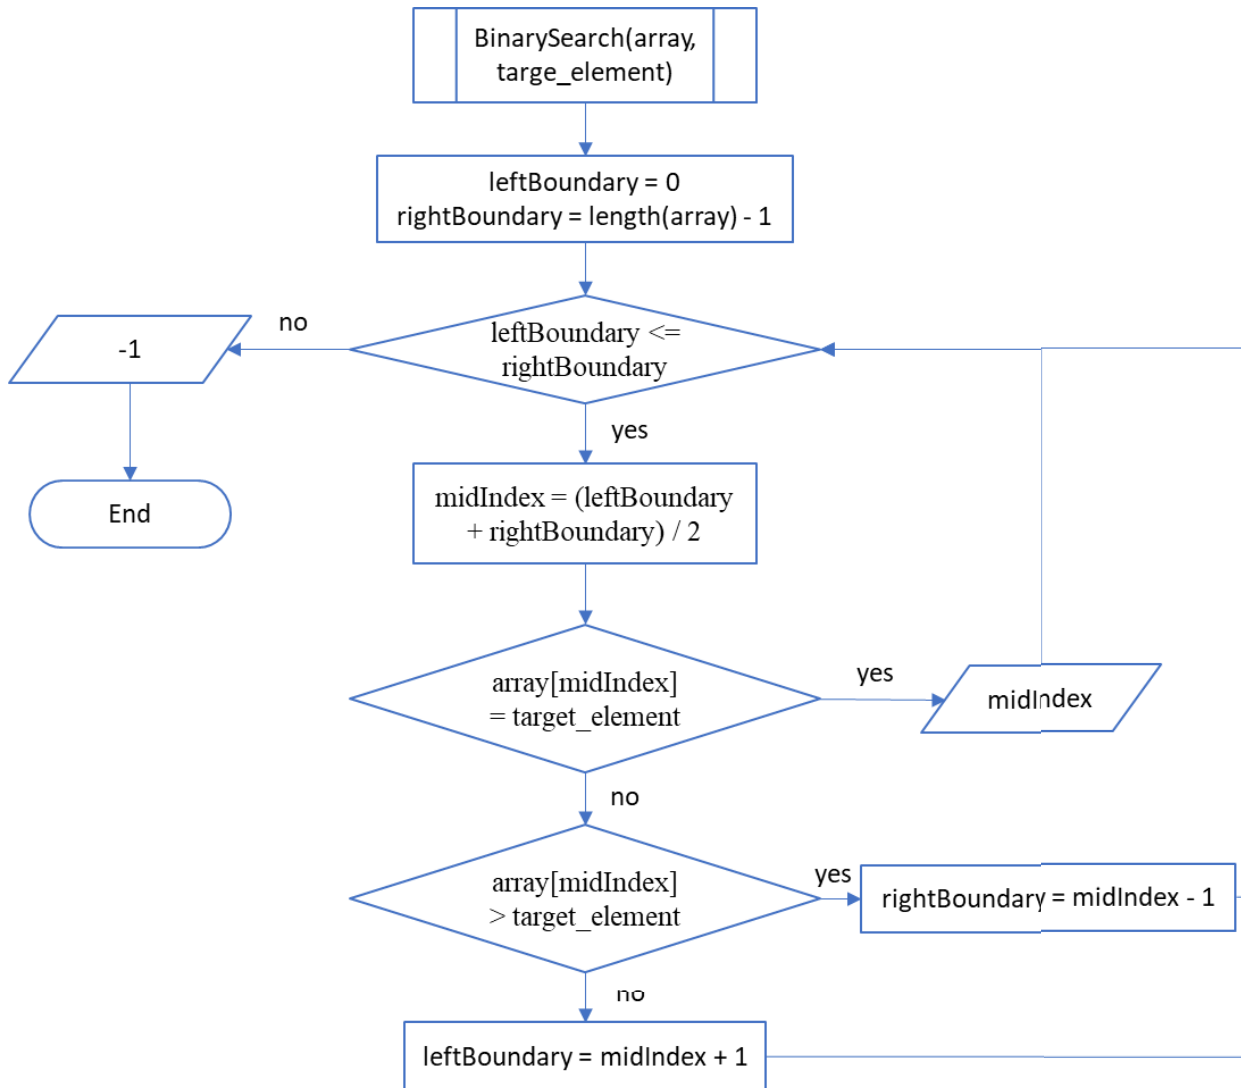 BinarySearch(array,
targe_element)
leftBoundary = 0
rightBoundary = length(array) - 1
leftBoundary <=
rightBoundary
no
-1
End
yes
midIndex = (leftBoundary
+ rightBoundary) / 2
array[midIndex]
= target_element
yes
midIndex
no
array[midIndex]
> target_element
yes
rightBoundary = midIndex - 1
no
leftBoundary = midIndex + 1